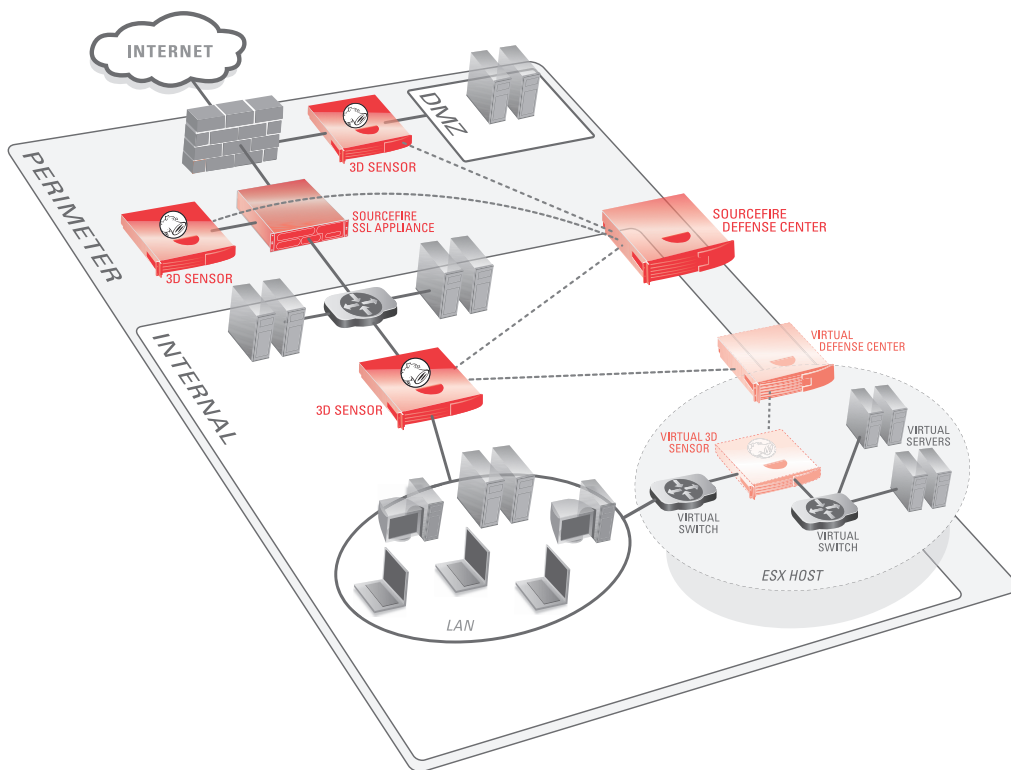 INTERNET
DMZ
3D SENSOR
PERIMETER
SOURCEFIRE
SSL APPLIANCE
SOURCEFIRE
DEFENSE CENTER
3D SENSOR
INTERNAL
VIRTUAL
DEFENSE CENTER
3D SENSOR
VIRTUAL 3D
SENSOR
VIRTUAL
SERVERS
VIRTUAL
SWITCH
VIRTUAL
SWITCH
ESX HOST
LAN